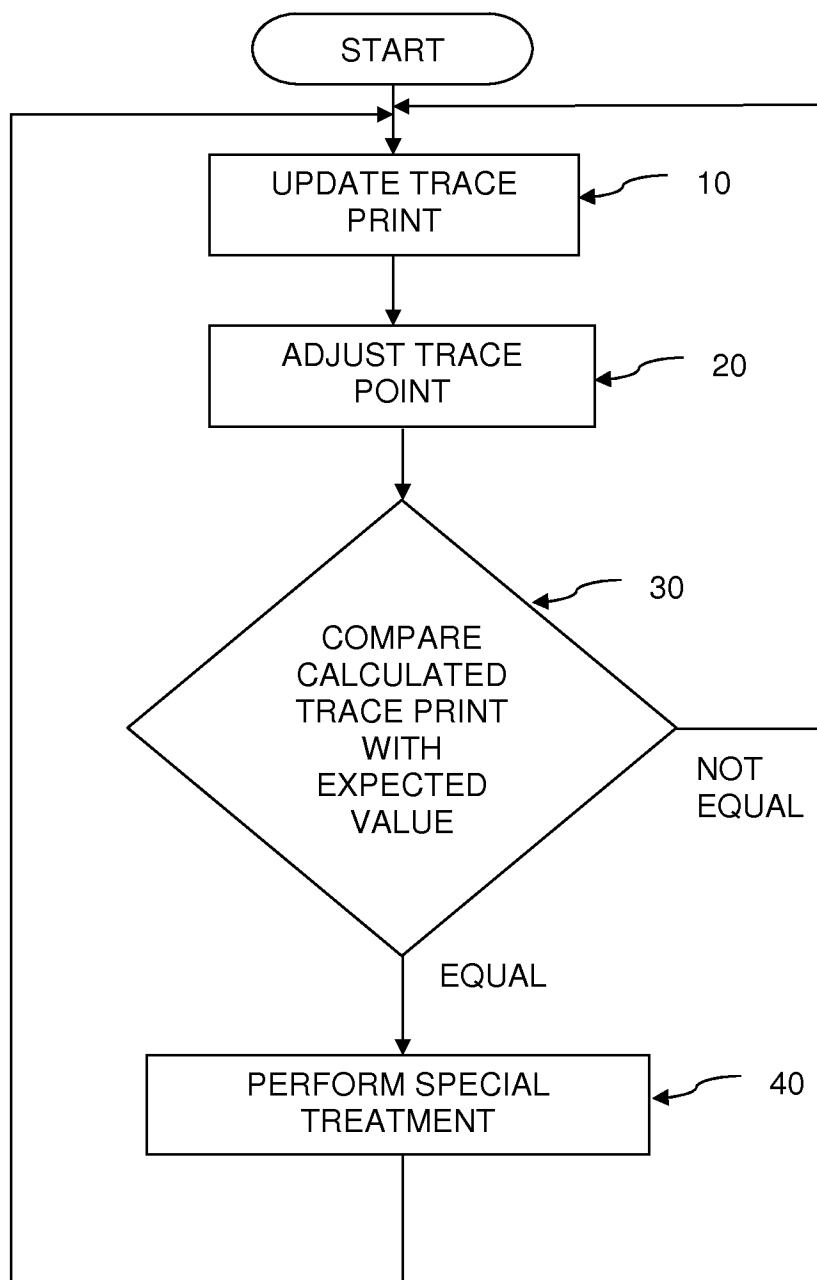 START
UPDATE TRACE
PRINT
10
ADJUST TRACE
POINT
20
30
COMPARE
CALCULATED
TRACE PRINT
WITH
EXPECTED
VALUE
NOT
EQUAL
EQUAL
PERFORM SPECIAL
TREATMENT
40